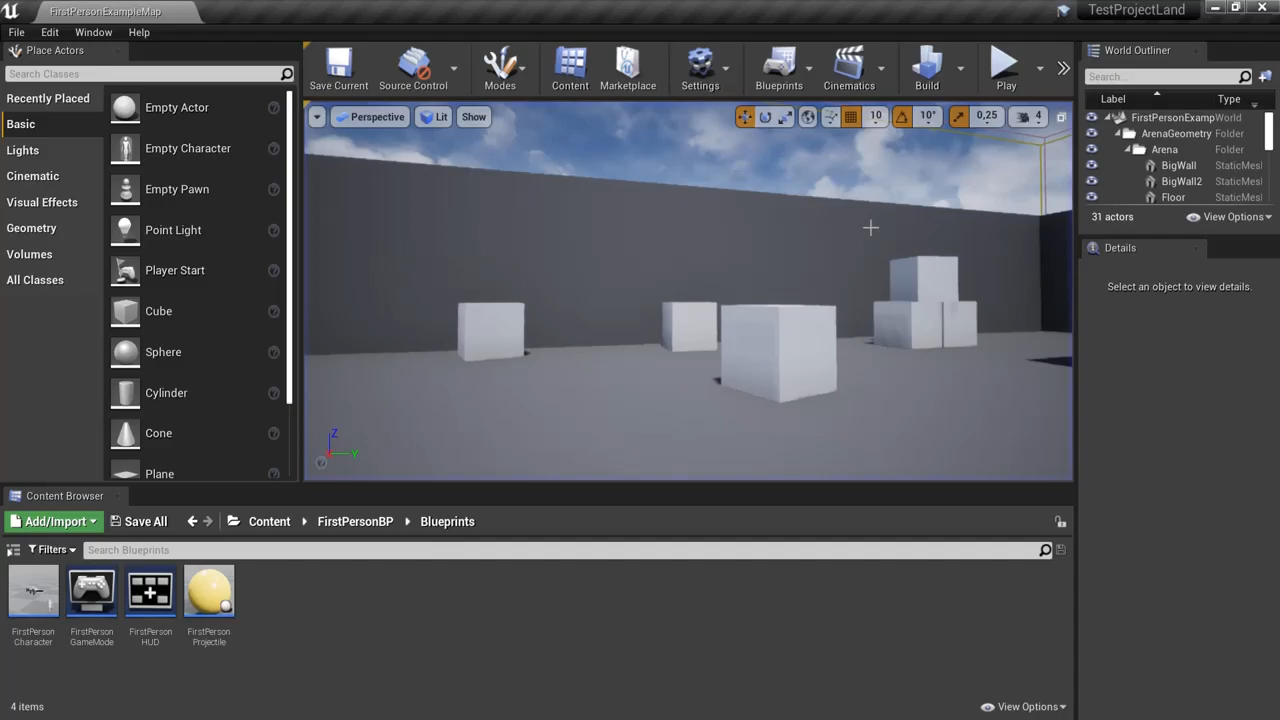 FirstPersonExampleMap
TestProjectLand
File Edit Window Help
Place Actors
Search Classes
Recently Placed
Basic
Lights
Cinematic
Visual Effects
Geometry
Volumes
All Classes
Empty Actor
Empty Character
Empty Pawn
Point Light
Player Start
Cube
Sphere
Cylinder
Cone
Plane
Save Current
Source Control
Modes
Content
Marketplace
Settings
Blueprints
Cinematics
Build
Play
Perspective
Lit
Show
10
10°
0,25
4
Z
Y
World Outliner
Search...
Label Type
FirstPersonExamp World
ArenaGeometry Folder
Arena Folder
BigWall StaticMesl
BigWall2 StaticMesl
Floor StaticMesl
31 actors View Options
Details
Select an object to view details.
Content Browser
Add/Import Save All Content FirstPersonBP Blueprints
Filters Search Blueprints
FirstPerson
Character
FirstPerson
GameMode
FirstPerson
HUD
FirstPerson
Projectile
4 items View Options